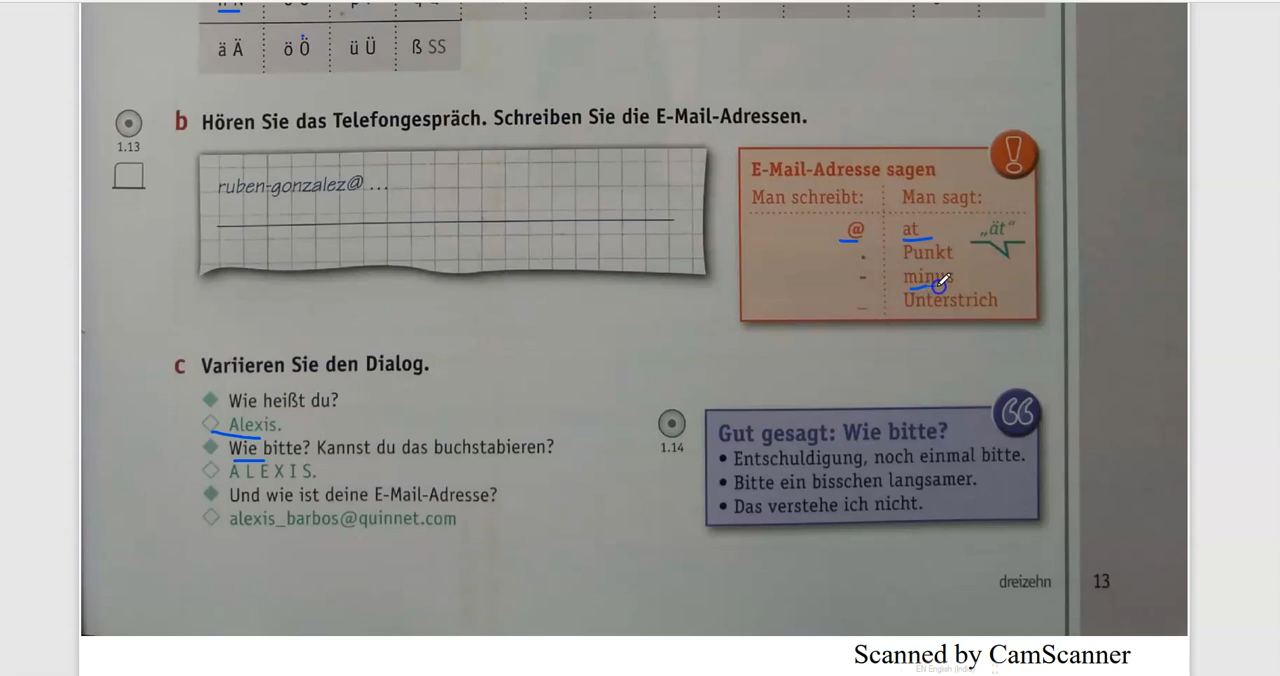 ä Ä ö Ö ü Ü ß SS
b Hören Sie das Telefongespräch. Schreiben Sie die E-Mail-Adressen.
1.13
ruben-gonzalez@ ...
E-Mail-Adresse sagen
Man schreibt: Man sagt:
@ at „ät“
. Punkt
- minus
_ Unterstrich
c Variieren Sie den Dialog.
Wie heißt du?
Alexis.
Wie bitte? Kannst du das buchstabieren?
A L E X I S.
Und wie ist deine E-Mail-Adresse?
alexis_barbos@quinnet.com
1.14
Gut gesagt: Wie bitte?
• Entschuldigung, noch einmal bitte.
• Bitte ein bisschen langsamer.
• Das verstehe ich nicht.
dreizehn 13
Scanned by CamScanner